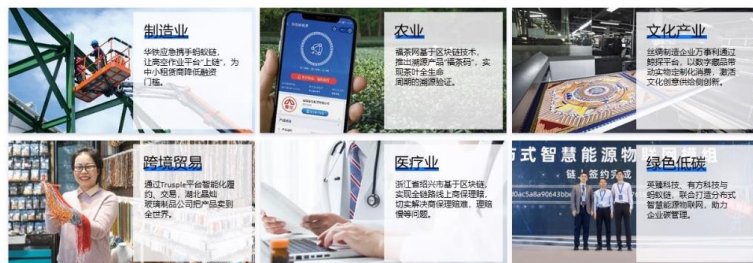 制造业
华铁应急携手蚂蚁链，
让高空作业平台“上链”，为
中小租赁商降低融资
门槛。
农业
福茶网基于区块链技术，
推出溯源产品“福茶码”，实
现茶叶全生命
周期的溯源验证。
文化产业
丝绸制造企业万事利通过
鲸探平台，以数字藏品带
动实物定制化消费，激活
文化创意供给侧创新。
跨境贸易
通过Trusple平台智能化履
约、交易，湖北晶灿
玻璃制品公司把产品卖到
全世界。
医疗业
浙江省绍兴市基于区块链，
实现全链路线上商保理赔，
切实解决商保理赔难、理赔
慢等问题。
式智慧能源物联网模组
链上签约完成
绿色低碳
英臻科技、有方科技与
蚂蚁链，联合打造分布式
智慧能源物联网，助力
企业碳管理。